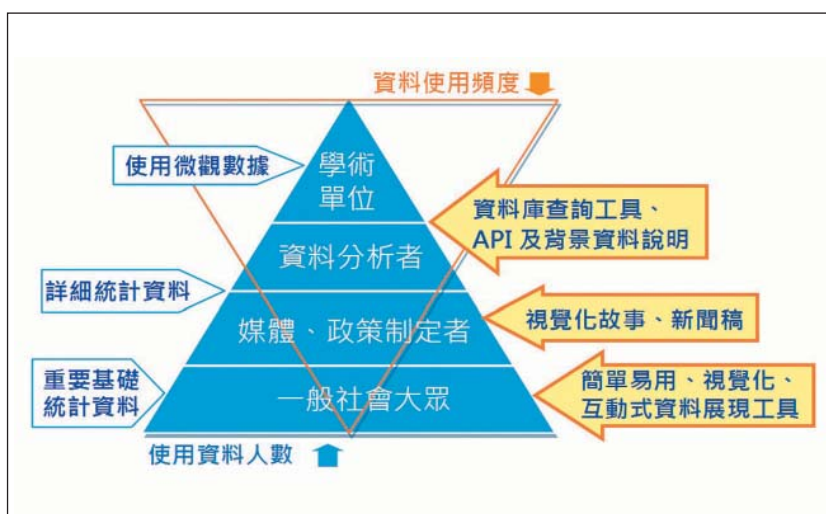 資料使用頻度
使用微觀數據
學術
單位
資料庫查詢工具、
API 及背景資料說明
資料分析者
詳細統計資料
媒體、政策制定者
視覺化故事、新聞稿
重要基礎
統計資料
一般社會大眾
簡單易用、視覺化、
互動式資料展現工具
使用資料人數